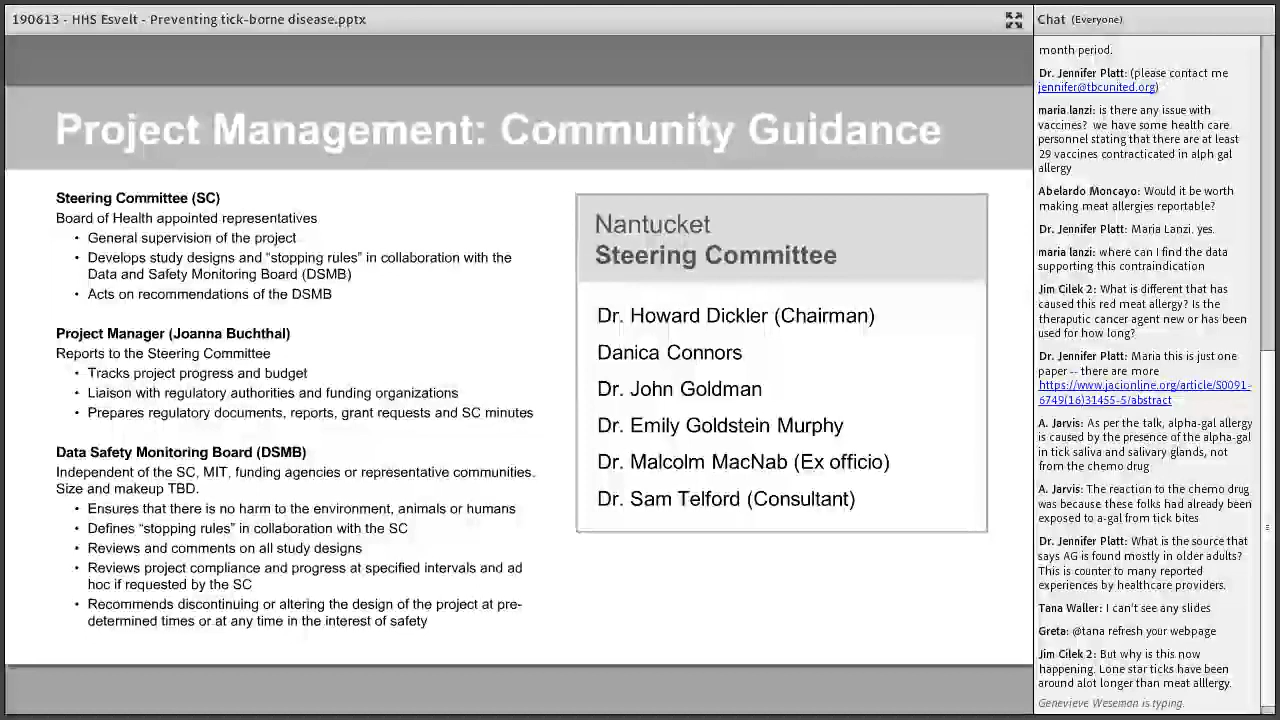 190613 - HHS Esvelt - Preventing tick-borne disease.pptx
Project Management: Community Guidance
Steering Committee (SC)
Board of Health appointed representatives
• General supervision of the project
• Develops study designs and “stopping rules” in collaboration with the
Data and Safety Monitoring Board (DSMB)
• Acts on recommendations of the DSMB
Project Manager (Joanna Buchthal)
Reports to the Steering Committee
• Tracks project progress and budget
• Liaison with regulatory authorities and funding organizations
• Prepares regulatory documents, reports, grant requests and SC minutes
Data Safety Monitoring Board (DSMB)
Independent of the SC, MIT, funding agencies or representative communities.
Size and makeup TBD.
• Ensures that there is no harm to the environment, animals or humans
• Defines “stopping rules” in collaboration with the SC
• Reviews and comments on all study designs
• Reviews project compliance and progress at specified intervals and ad
hoc if requested by the SC
• Recommends discontinuing or altering the design of the project at pre-
determined times or at any time in the interest of safety
Nantucket
Steering Committee
Dr. Howard Dickler (Chairman)
Danica Connors
Dr. John Goldman
Dr. Emily Goldstein Murphy
Dr. Malcolm MacNab (Ex officio)
Dr. Sam Telford (Consultant)
Chat (Everyone)
month period.
Dr. Jennifer Platt: (please contact me
jennifer@tbcunited.org)
maria lanzi: is there any issue with
vaccines? we have some health care
personnel stating that there are at least
29 vaccines contracticated in alph gal
allergy
Abelardo Moncayo: Would it be worth
making meat allergies reportable?
Dr. Jennifer Platt: Maria Lanzi, yes.
maria lanzi: where can I find the data
supporting this contraindication
Jim Cilek 2: What is different that has
caused this red meat allergy? Is the
theraputic cancer agent new or has been
used for how long?
Dr. Jennifer Platt: Maria this is just one
paper -- there are more
https://www.jacionline.org/article/S0091-
6749(16)31455-5/abstract
A. Jarvis: As per the talk, alpha-gal allergy
is caused by the presence of the alpha-gal
in tick saliva and salivary glands, not
from the chemo drug
A. Jarvis: The reaction to the chemo drug
was because these folks had already been
exposed to a-gal from tick bites
Dr. Jennifer Platt: What is the source that
says AG is found mostly in older adults?
This is counter to many reported
experiences by healthcare providers.
Tana Waller: I can't see any slides
Greta: @tana refresh your webpage
Jim Cilek 2: But why is this now
happening. Lone star ticks have been
around alot longer than meat alllergy.
Genevieve Weseman is typing.